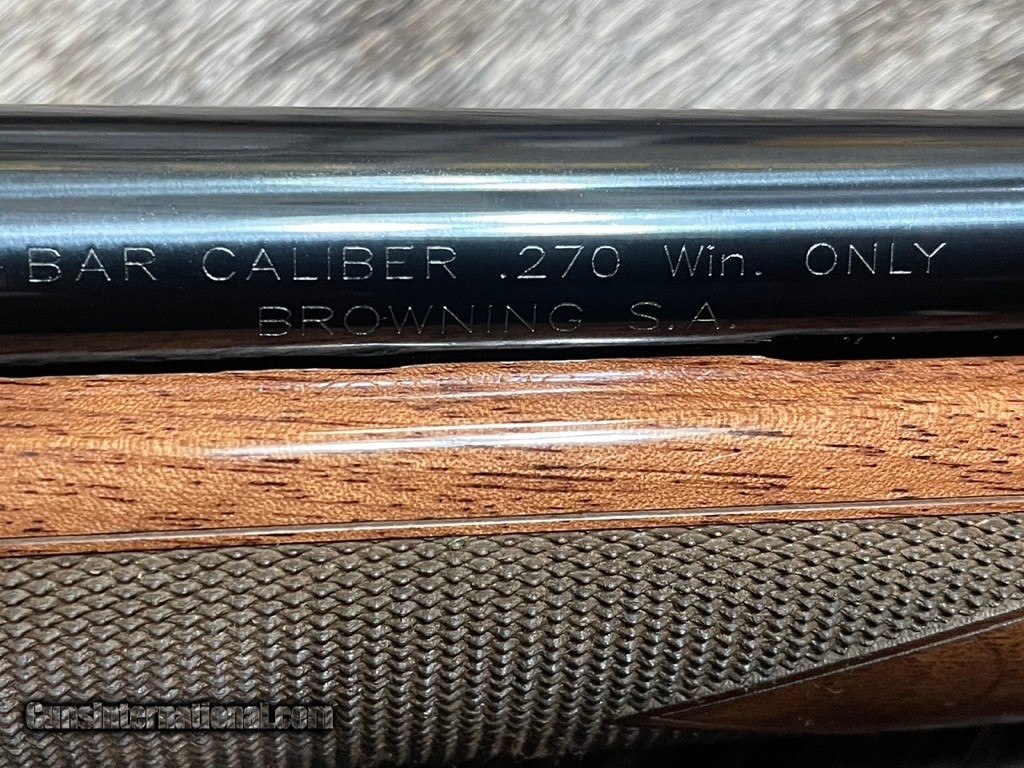 BAR CALIBER .270 Win. ONLY
BROWNING S.A.
GunsInternational.com